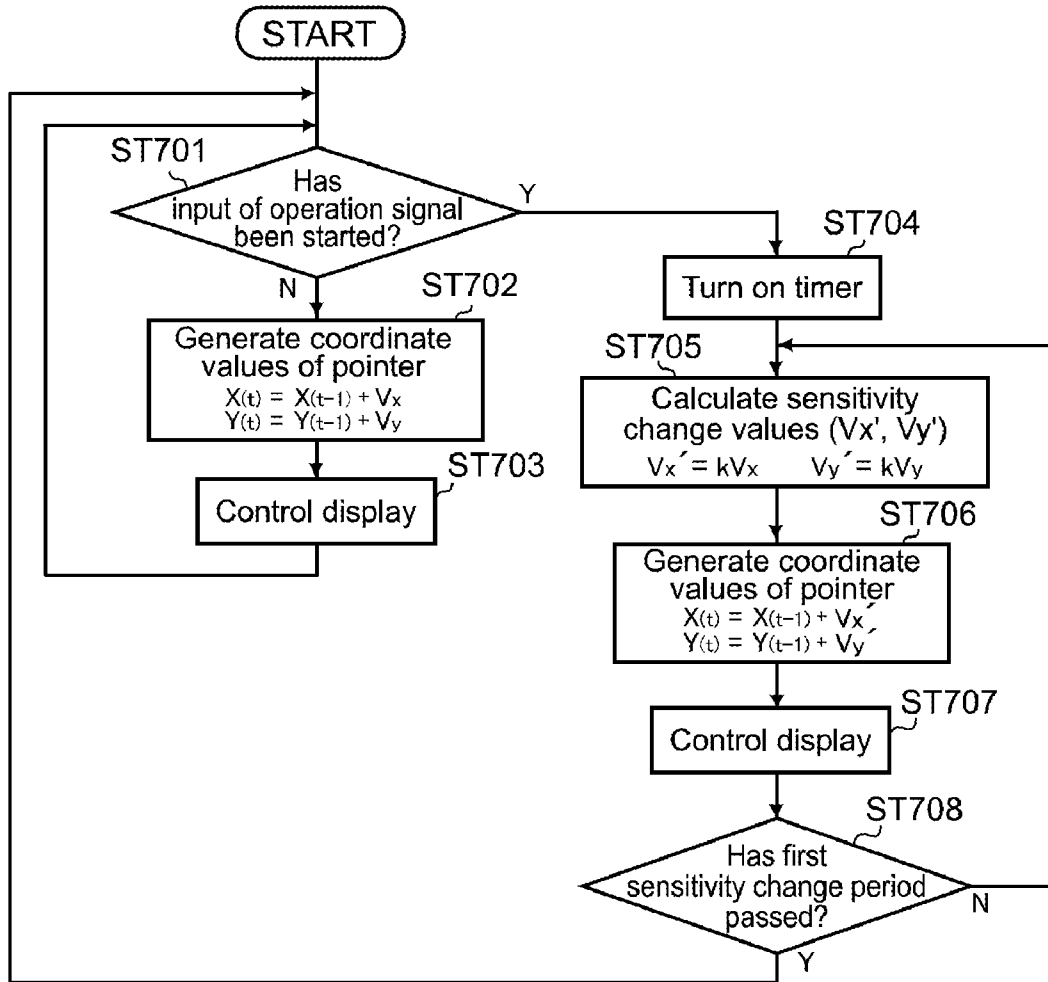 START
ST701
Has
input of operation signal
been started?
Y
N
ST702
Generate coordinate
values of pointer
X(t) = X(t-1) + Vx
Y(t) = Y(t-1) + Vy
ST703
Control display
ST704
Turn on timer
ST705
Calculate sensitivity
change values (Vx', Vy')
Vx´= kVx Vy´= kVy
ST706
Generate coordinate
values of pointer
X(t) = X(t-1) + Vx´
Y(t) = Y(t-1) + Vy´
ST707
Control display
ST708
Has first
sensitivity change period
passed?
N
Y